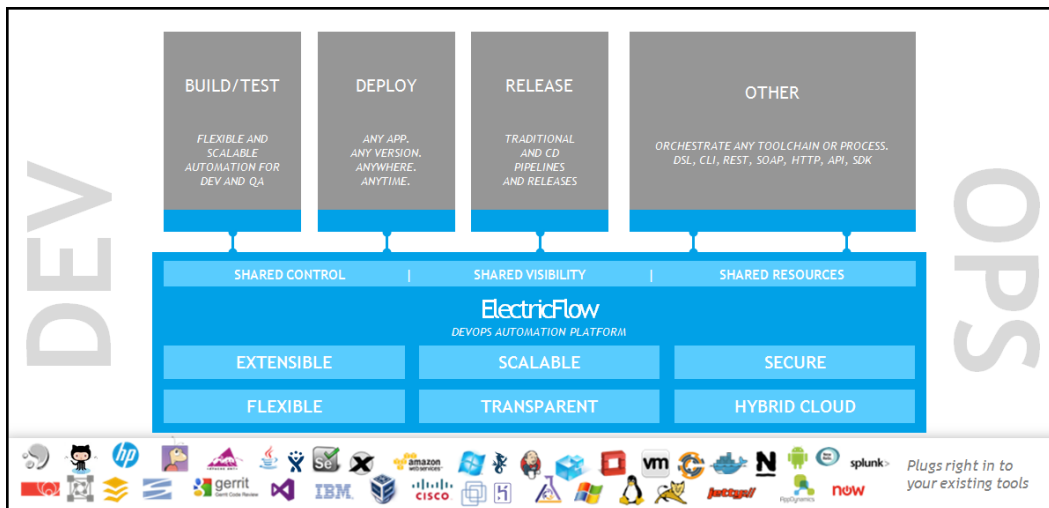 DEV
OPS
BUILD/TEST
FLEXIBLE AND
SCALABLE
AUTOMATION FOR
DEV AND QA
DEPLOY
ANY APP.
ANY VERSION.
ANYWHERE.
ANYTIME.
RELEASE
TRADITIONAL
AND CD
PIPELINES
AND RELEASES
OTHER
ORCHESTRATE ANY TOOLCHAIN OR PROCESS.
DSL, CLI, REST, SOAP, HTTP, API, SDK
SHARED CONTROL | SHARED VISIBILITY | SHARED RESOURCES
ElectricFlow
DEVOPS AUTOMATION PLATFORM
EXTENSIBLE SCALABLE SECURE
FLEXIBLE TRANSPARENT HYBRID CLOUD
hp
Java
Se
amazon
web services
vm
N
splunk>
gerrit
Gerrit Code Review
IBM
CISCO
jetty://
AppDynamics
now
Plugs right in to
your existing tools